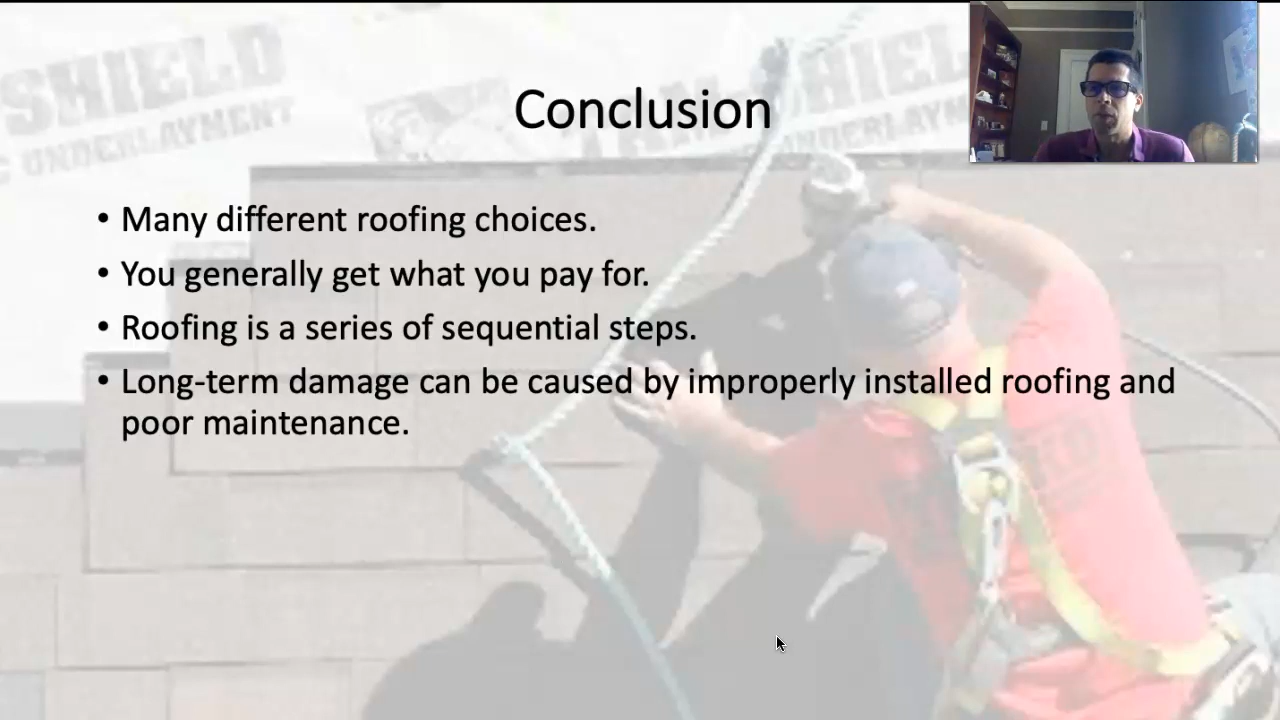 SHIELD
UNDERLAYMENT
Conclusion
• Many different roofing choices.
• You generally get what you pay for.
• Roofing is a series of sequential steps.
• Long-term damage can be caused by improperly installed roofing and
poor maintenance.